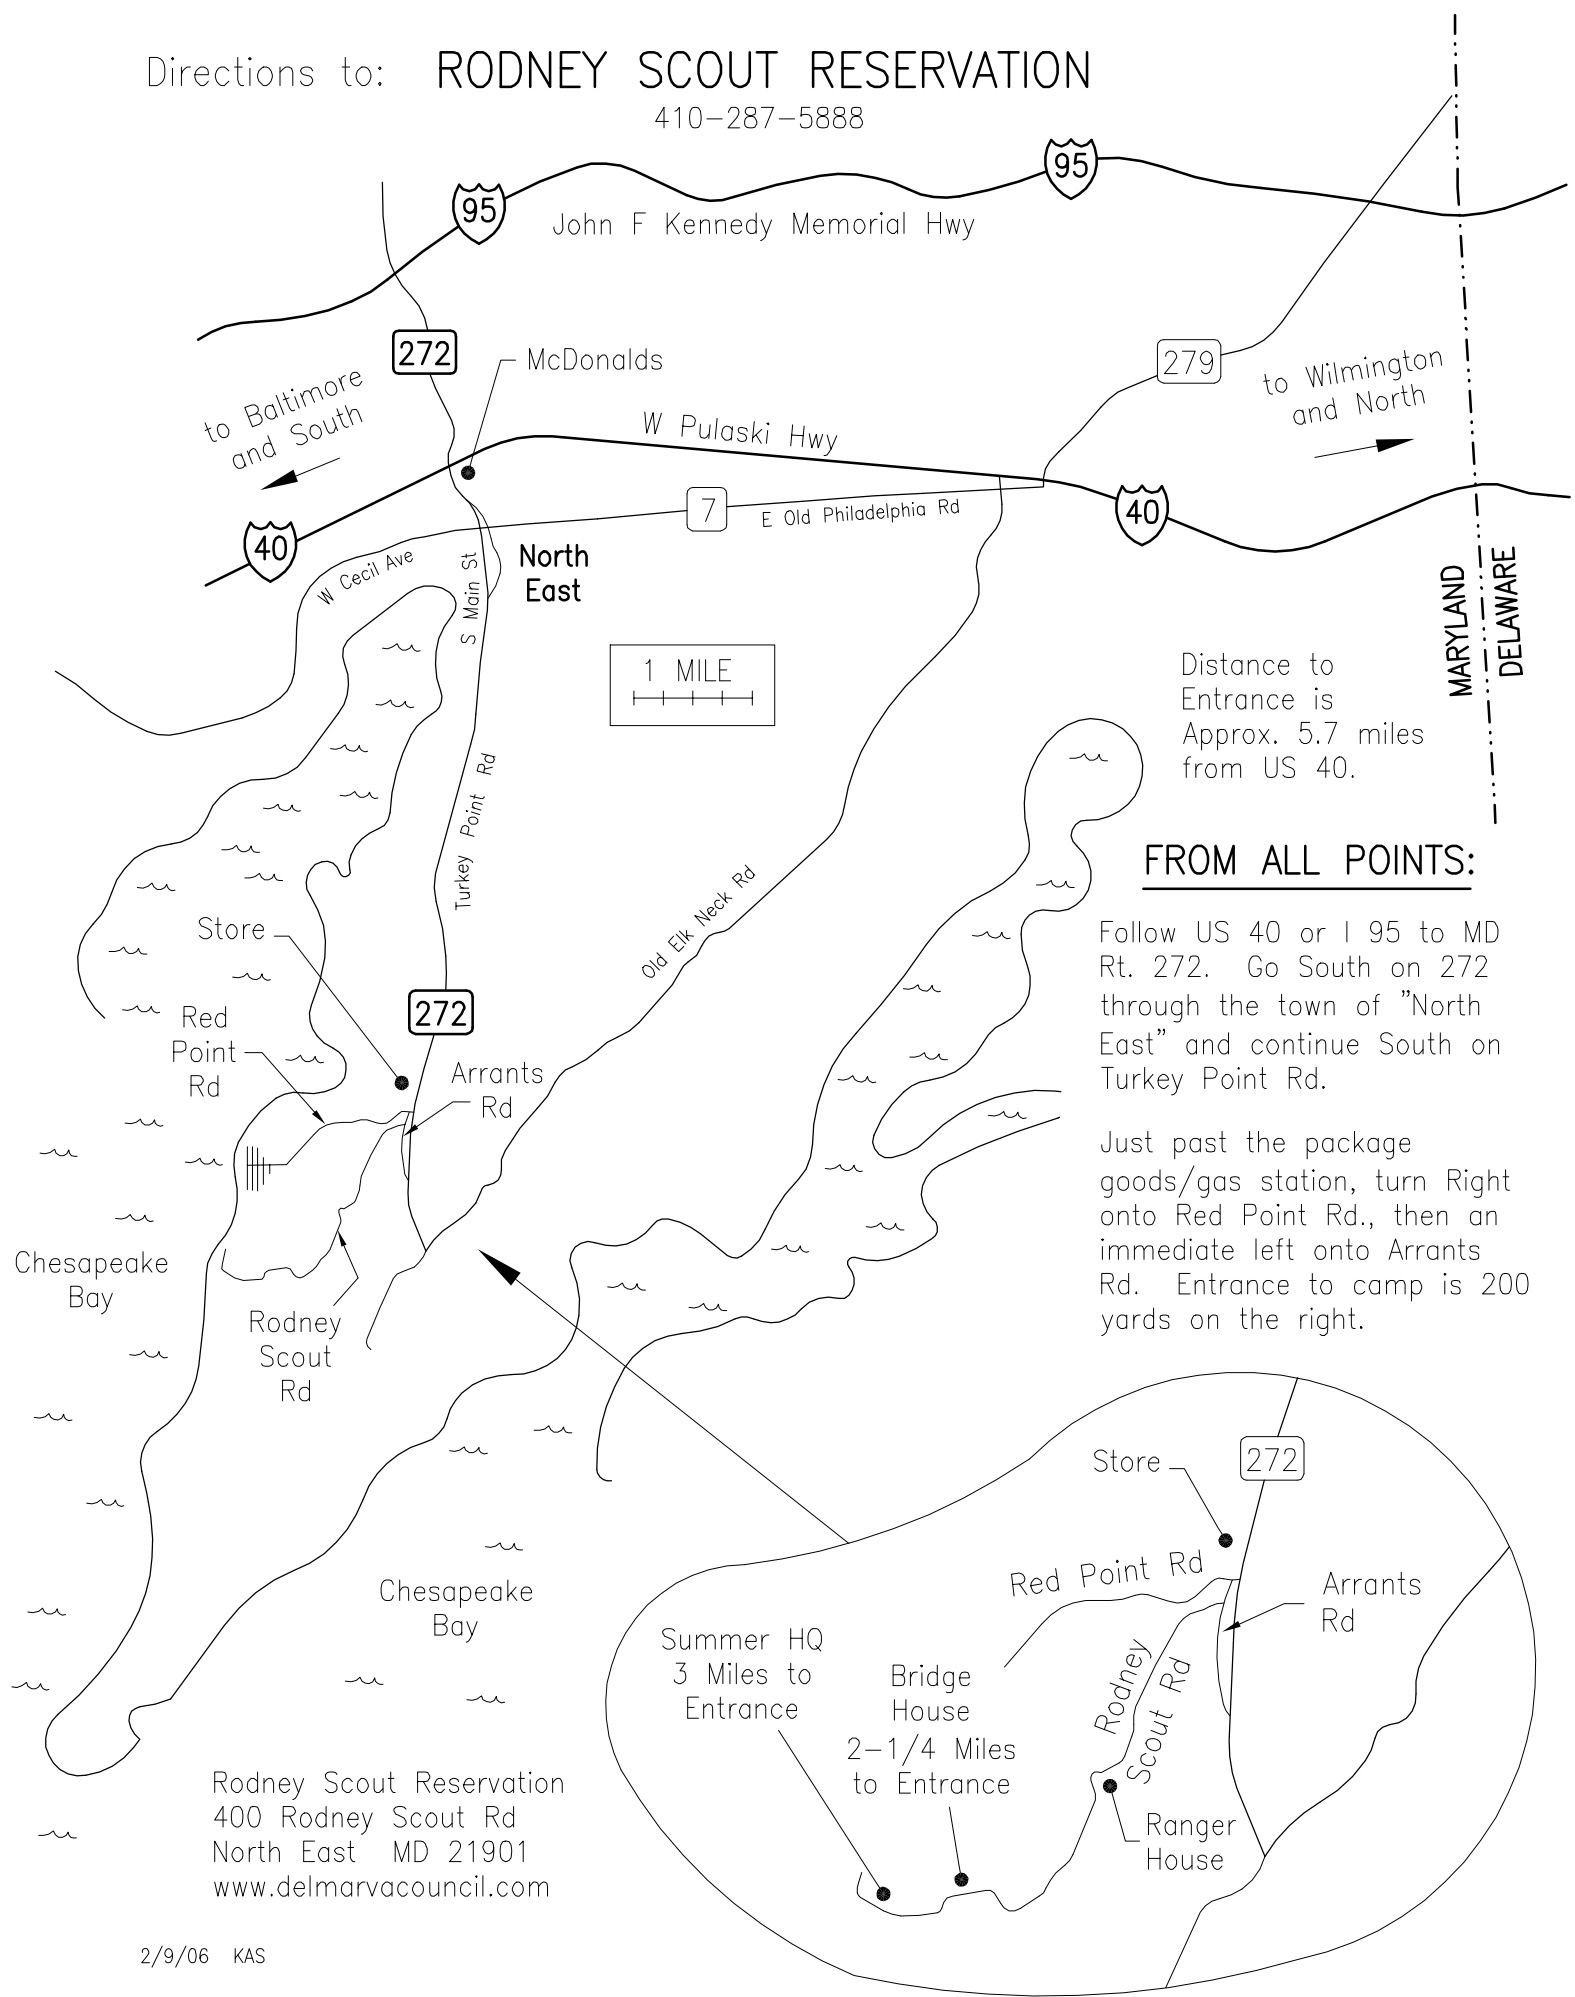 Directions to: RODNEY SCOUT RESERVATION
410-287-5888
95
95
John F Kennedy Memorial Hwy
272
McDonalds
279
to Baltimore
and South
to Wilmington
and North
W Pulaski Hwy
40
7
E Old Philadelphia Rd
40
W Cecil Ave
S Main St
North
East
MARYLAND
DELAWARE
1 MILE
Distance to
Entrance is
Approx. 5.7 miles
from US 40.
Turkey Point Rd
Old Elk Neck Rd
FROM ALL POINTS:
Follow US 40 or I 95 to MD
Rt. 272. Go South on 272
through the town of "North
East" and continue South on
Turkey Point Rd.
Just past the package
goods/gas station, turn Right
onto Red Point Rd., then an
immediate left onto Arrants
Rd. Entrance to camp is 200
yards on the right.
Store
272
Red
Point
Rd
Arrants
Rd
Chesapeake
Bay
Rodney
Scout
Rd
Chesapeake
Bay
Store
272
Red Point Rd
Arrants
Rd
Summer HQ
3 Miles to
Entrance
Bridge
House
2-1/4 Miles
to Entrance
Rodney
Scout Rd
Ranger
House
Rodney Scout Reservation
400 Rodney Scout Rd
North East MD 21901
www.delmarvacouncil.com
2/9/06 KAS